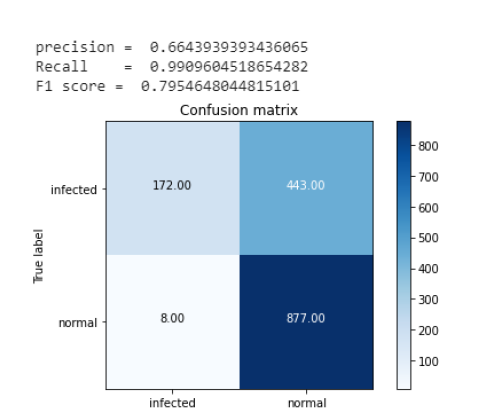 precision = 0.6643939393436065
Recall = 0.9909604518654282
F1 score = 0.7954648044815101
Confusion matrix
True label
infected
172.00
443.00
normal
8.00
877.00
infected
normal
800
700
600
500
400
300
200
100